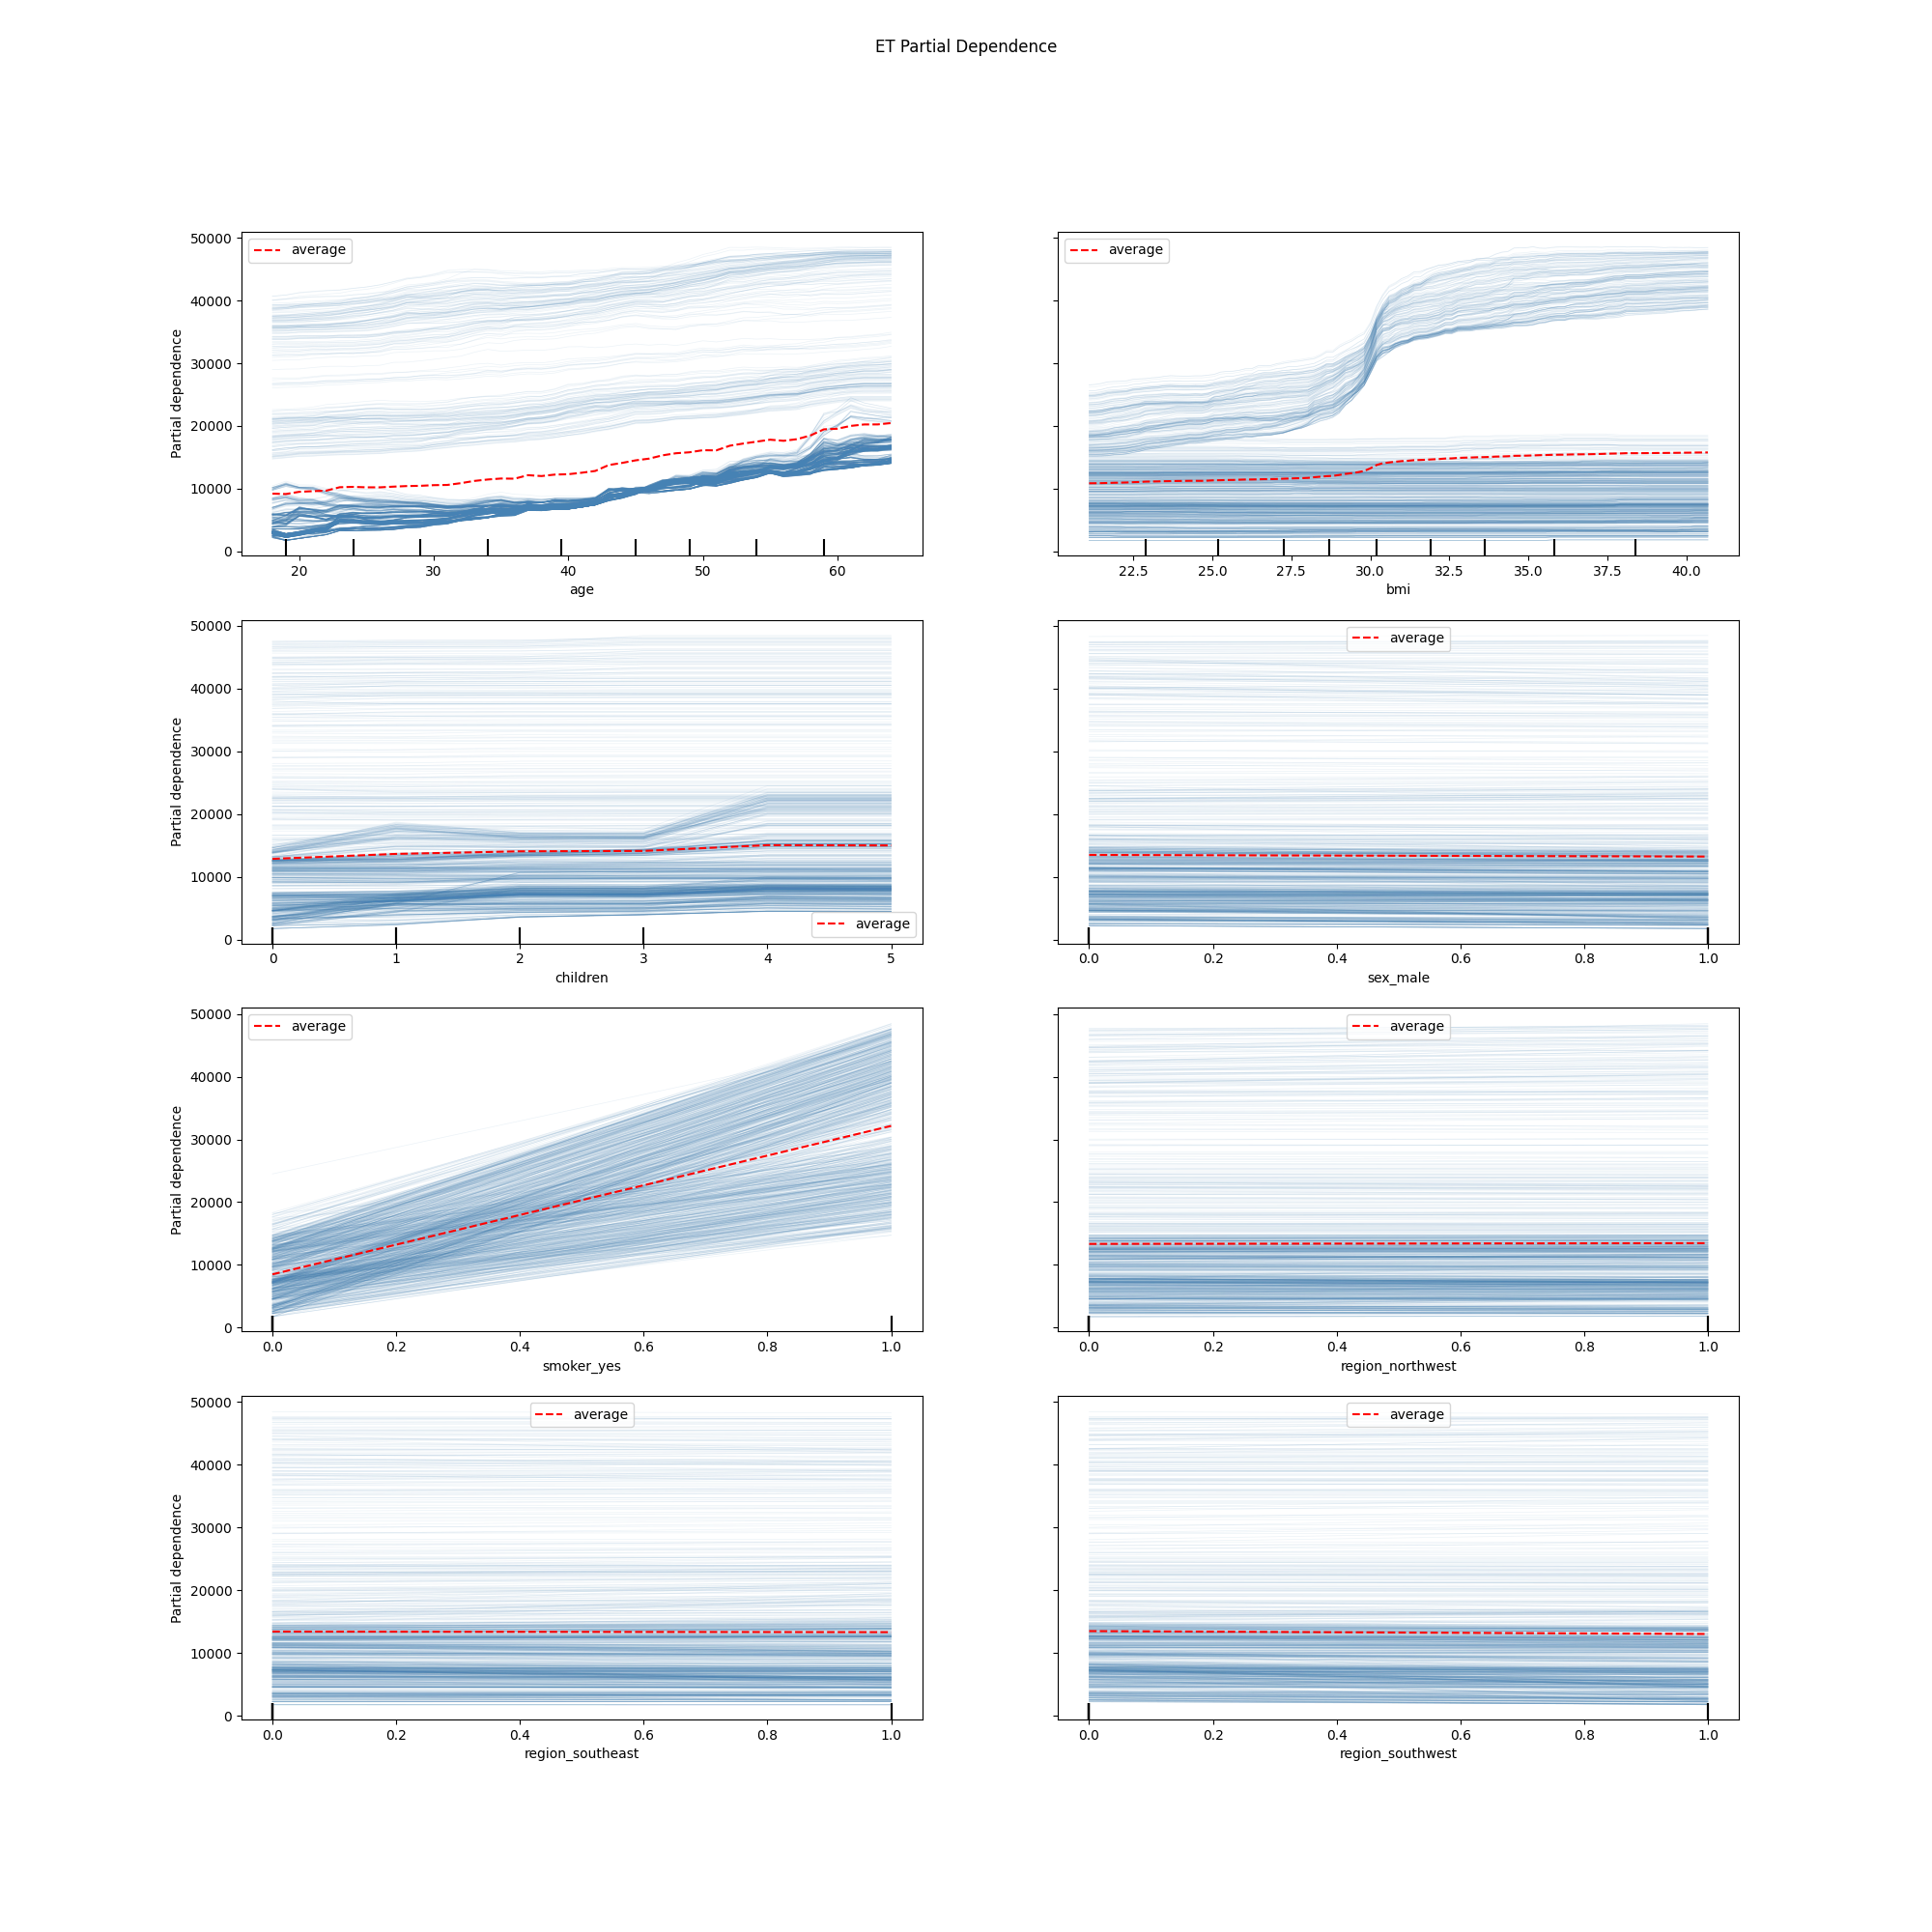 ET Partial Dependence
average
average
50000
40000
30000
20000
10000
0
Partial dependence
20 30 40 50 60
22.5 25.0 27.5 30.0 32.5 35.0 37.5 40.0
age
bmi
average
average
50000
40000
30000
20000
10000
0
Partial dependence
0 1 2 3 4 5
0.0 0.2 0.4 0.6 0.8 1.0
children
sex_male
average
average
50000
40000
30000
20000
10000
0
Partial dependence
0.0 0.2 0.4 0.6 0.8 1.0
0.0 0.2 0.4 0.6 0.8 1.0
smoker_yes
region_northwest
average
average
50000
40000
30000
20000
10000
0
Partial dependence
0.0 0.2 0.4 0.6 0.8 1.0
0.0 0.2 0.4 0.6 0.8 1.0
region_southeast
region_southwest